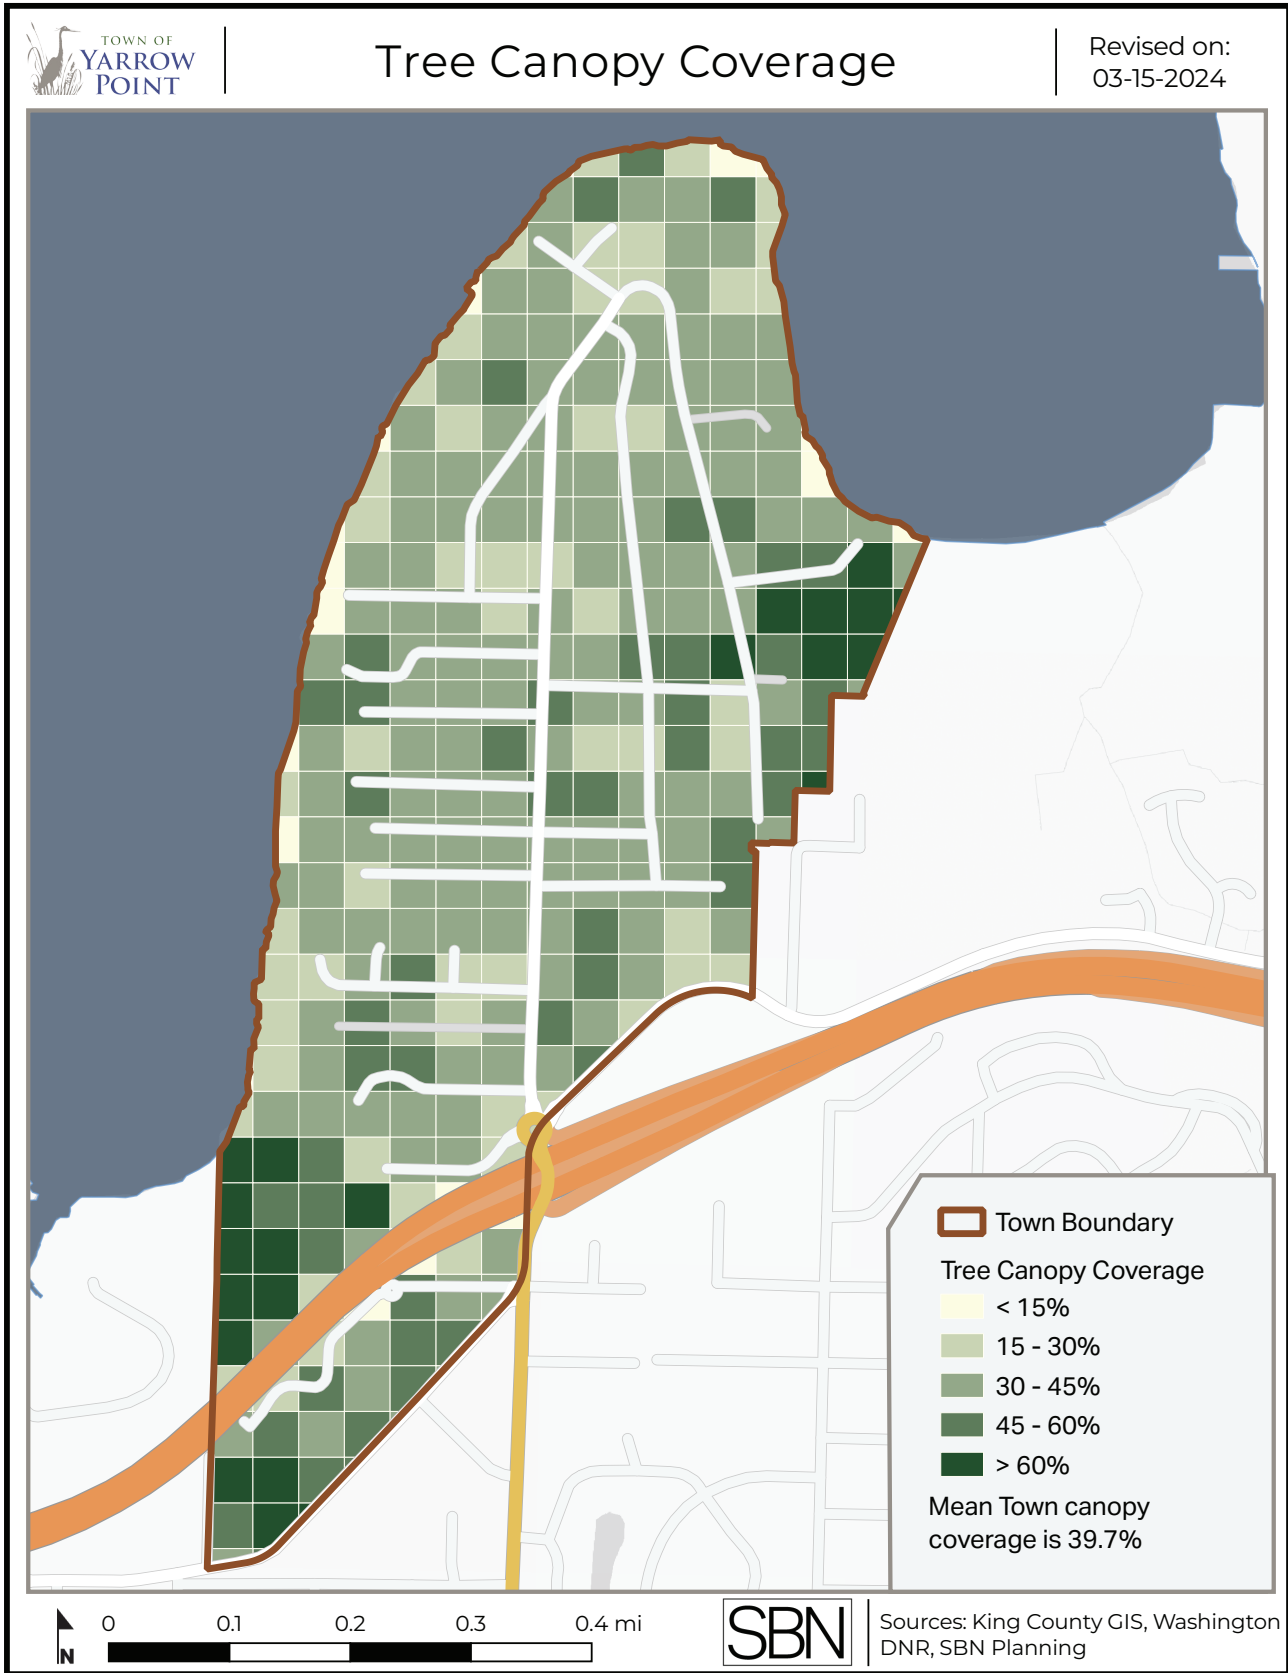 TOWN OF
YARROW
POINT
Tree Canopy Coverage
Revised on:
03-15-2024
Town Boundary
Tree Canopy Coverage
< 15%
15 - 30%
30 - 45%
45 - 60%
> 60%
Mean Town canopy
coverage is 39.7%
N
0 0.1 0.2 0.3 0.4 mi
SBN
Sources: King County GIS, Washington
DNR, SBN Planning